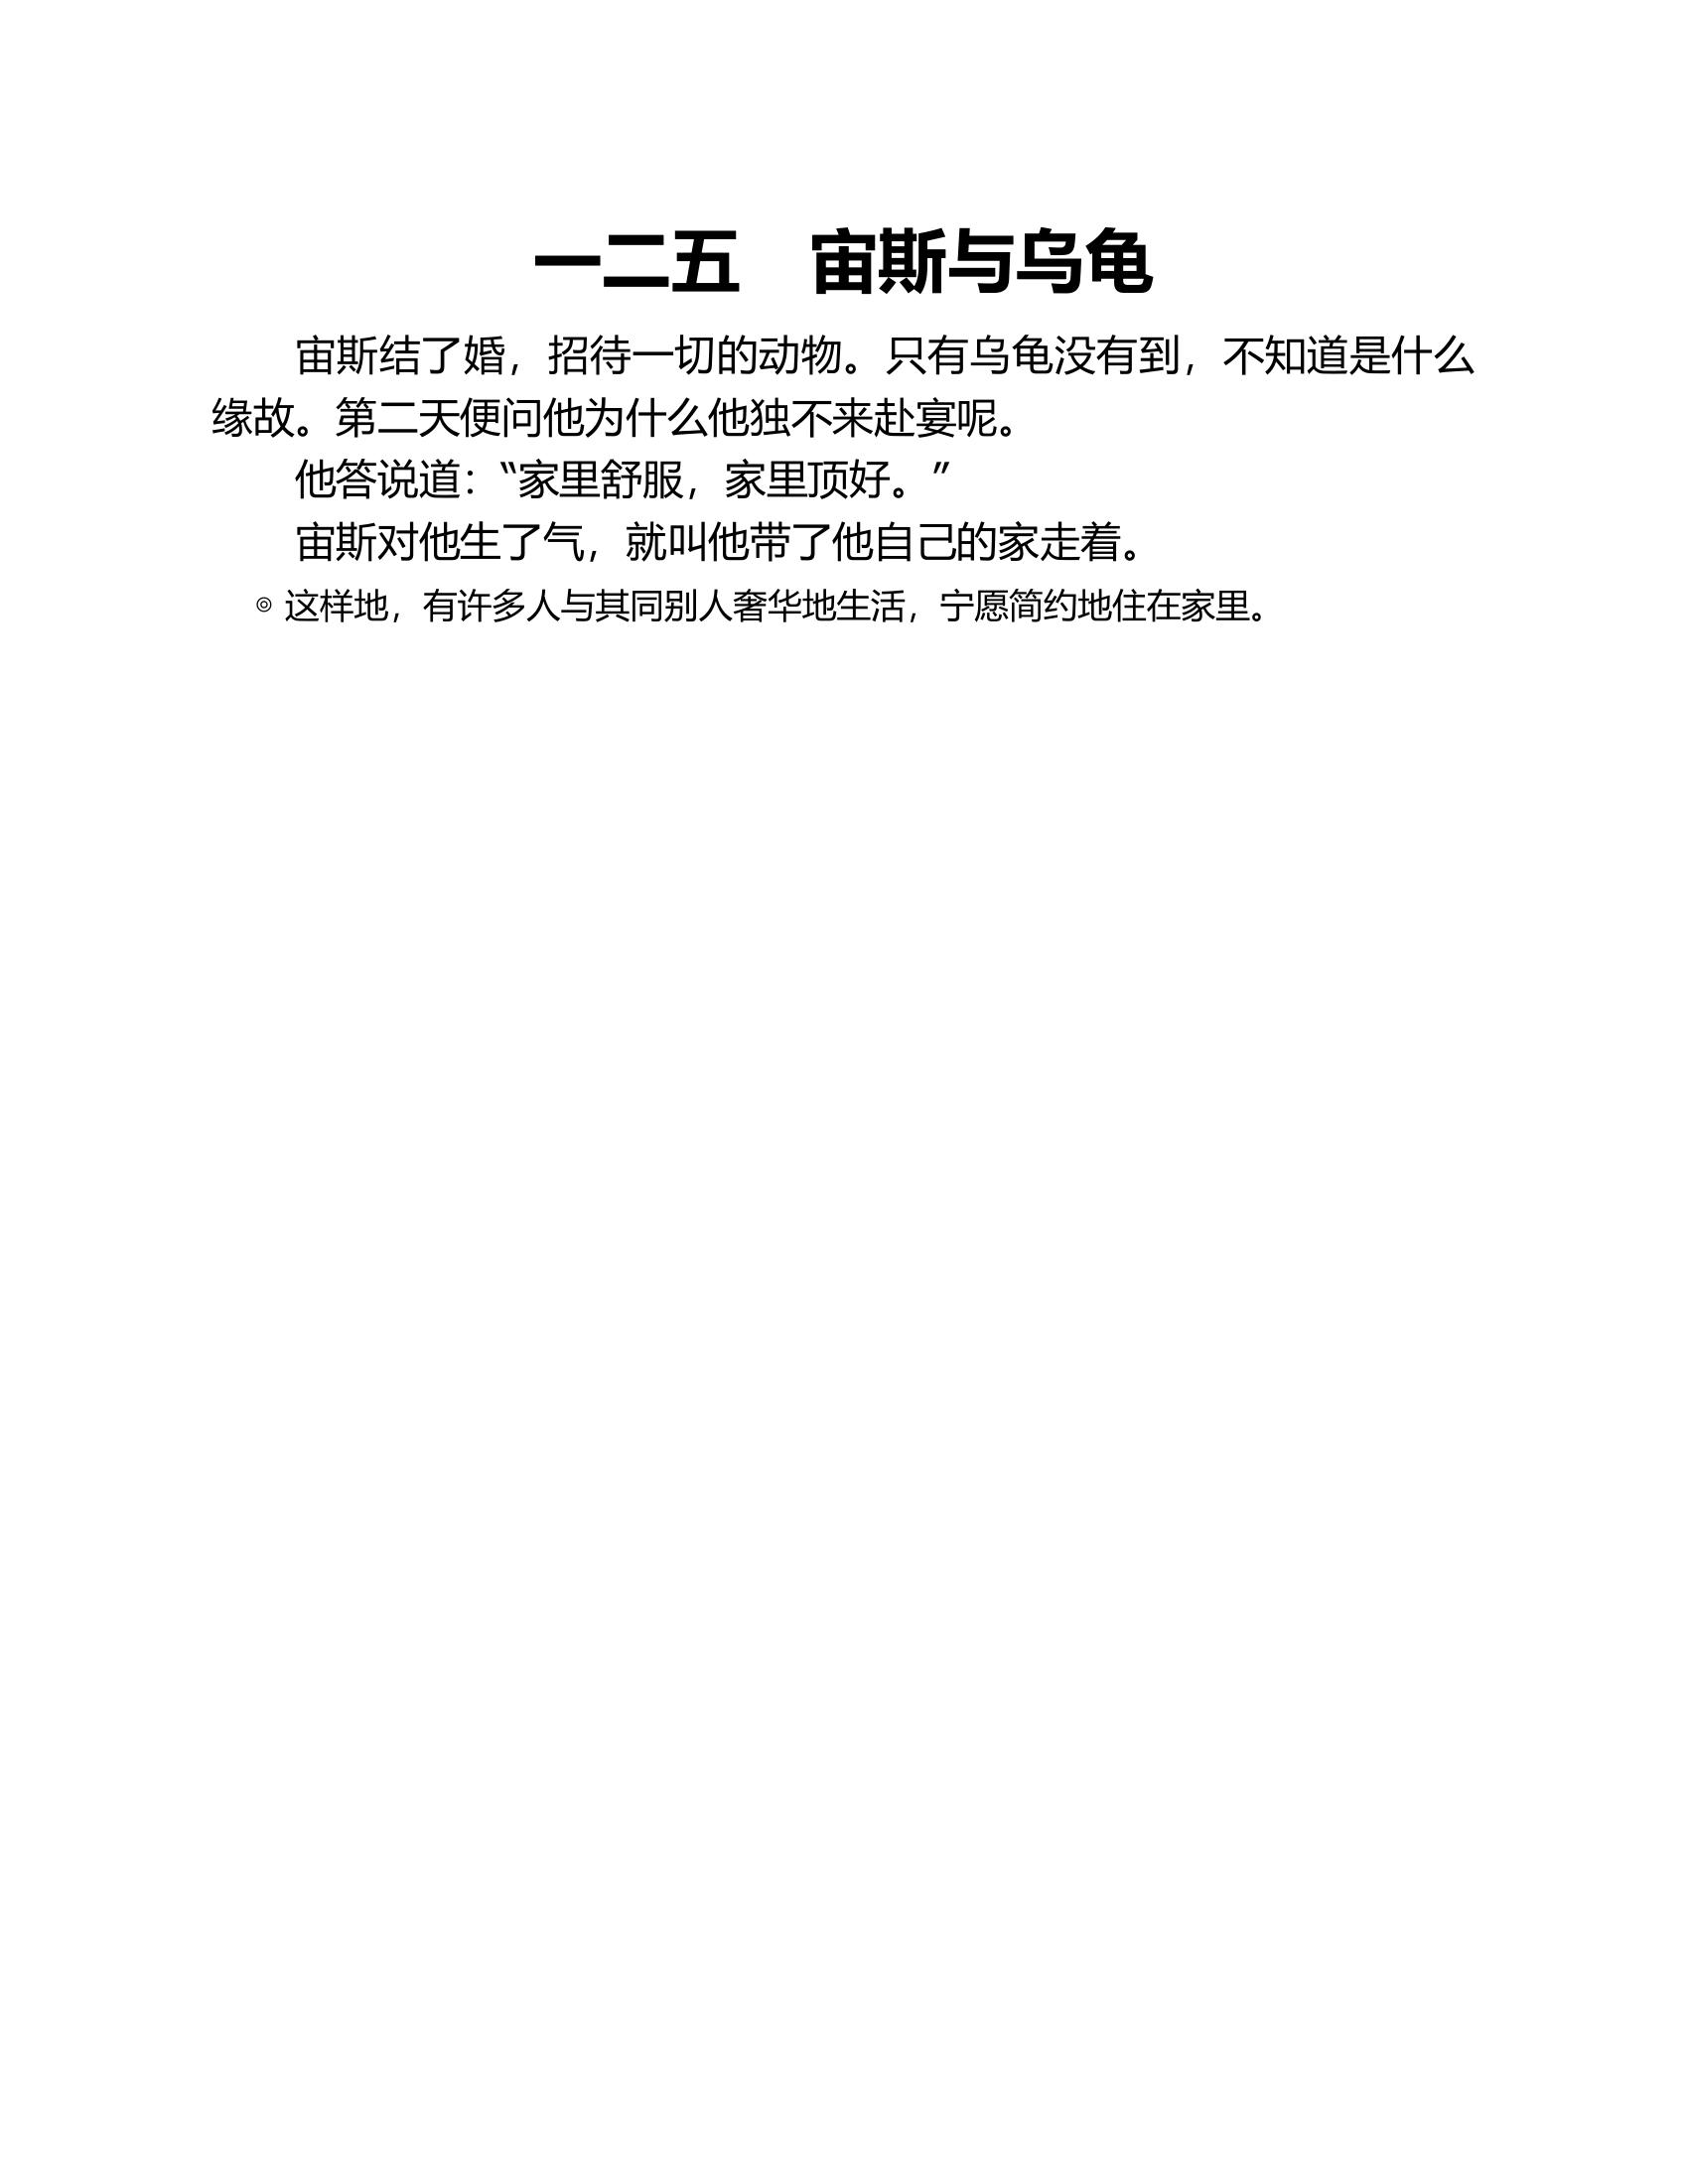 一二五　宙斯与乌龟
宙斯结了婚，招待一切的动物。只有乌龟没有到，不知道是什么
缘故。第二天便问他为什么他独不来赴宴呢。
他答说道：“家里舒服，家里顶好。”
宙斯对他生了气，就叫他带了他自己的家走着。
◎ 这样地，有许多人与其同别人奢华地生活，宁愿简约地住在家里。